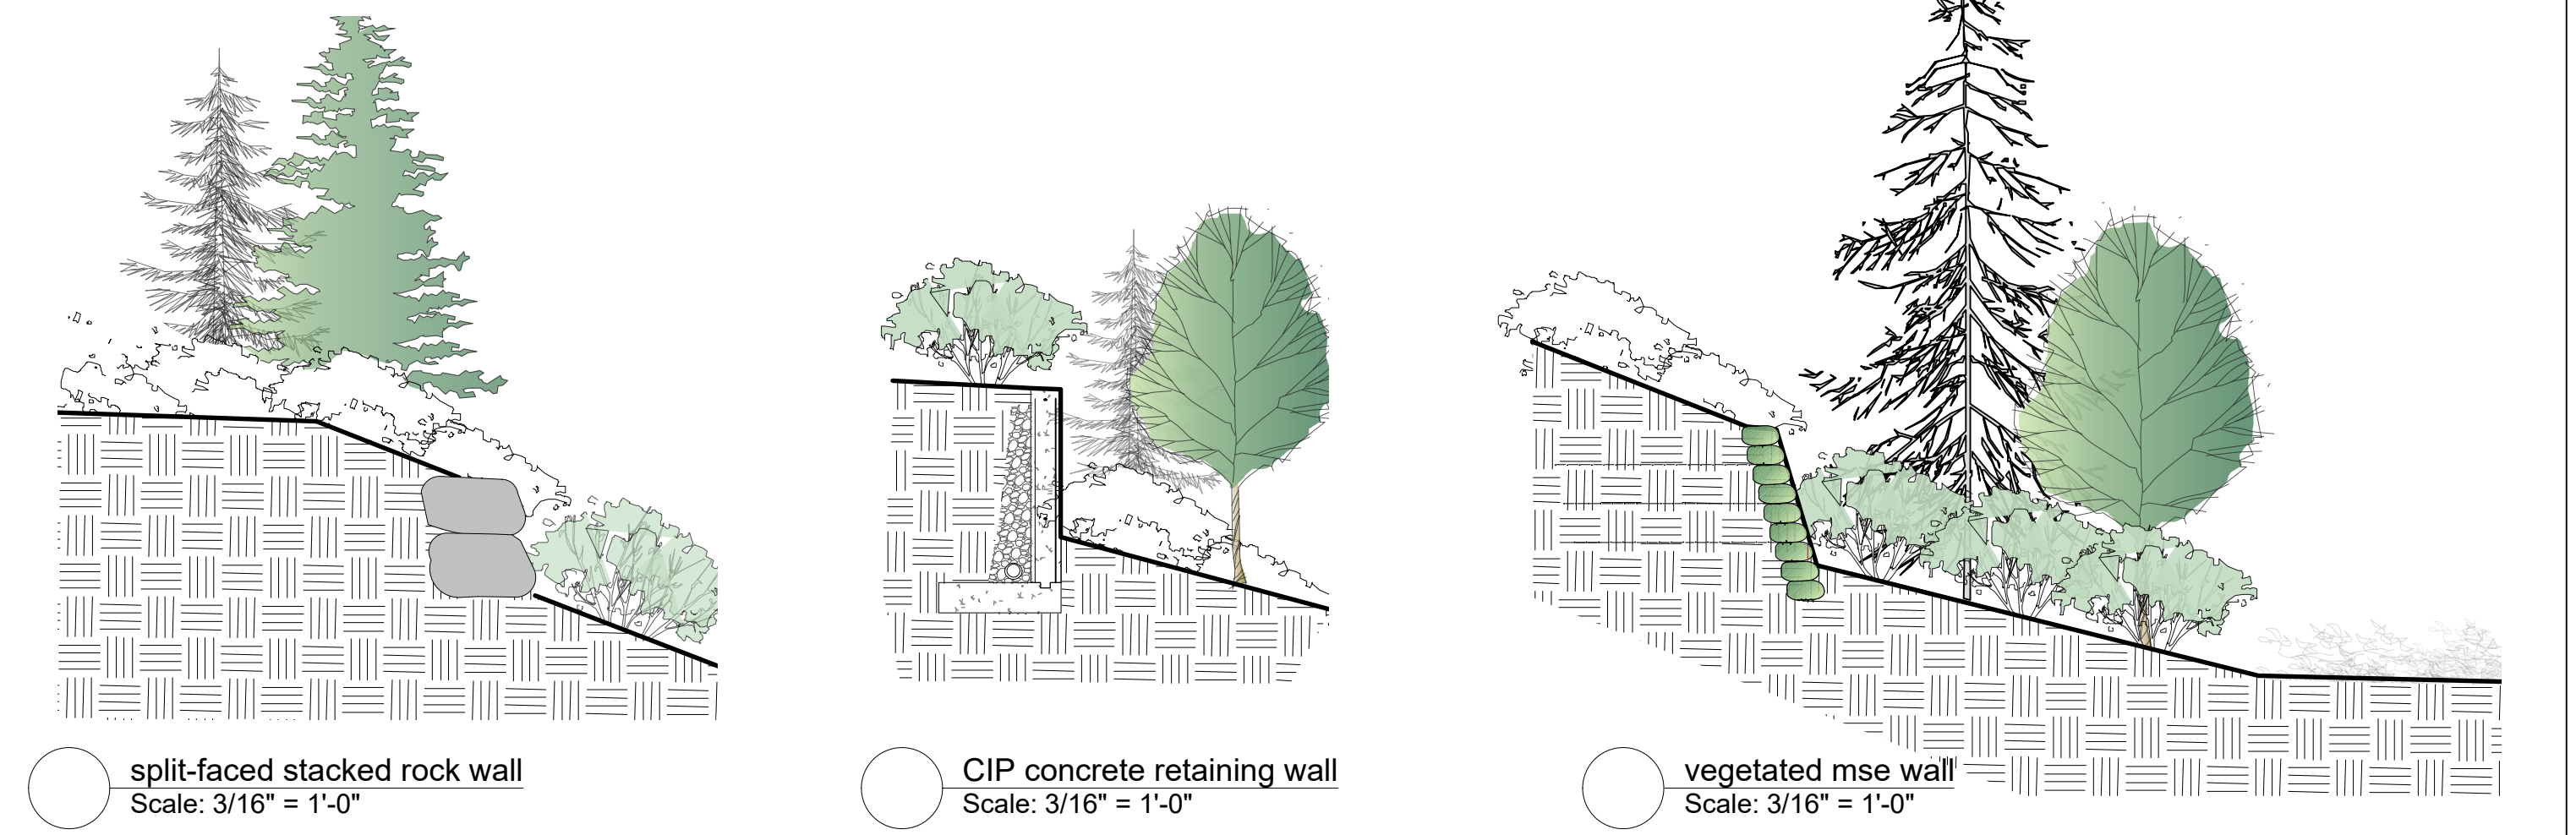 split-faced stacked rock wall
Scale: 3/16" = 1'-0"
CIP concrete retaining wall
Scale: 3/16" = 1'-0"
vegetated mse wall
Scale: 3/16" = 1'-0"